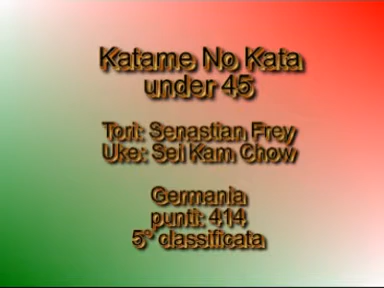 Katame No Kata
under 45
Tori: Senastian Frey
Uke: Sei Kam Chow
Germania
punti: 414
5° classificata